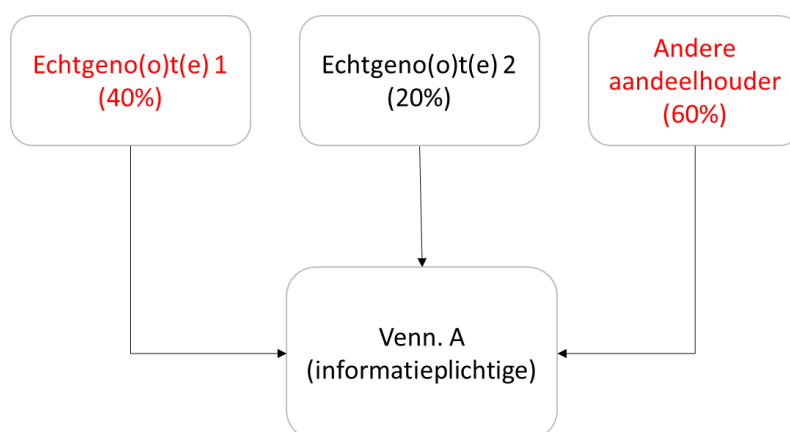 Echtgeno(o)t(e) 1
(40%)
Echtgeno(o)t(e) 2
(20%)
Andere
aandeelhouder
(60%)
Venn. A
(informatieplichtige)